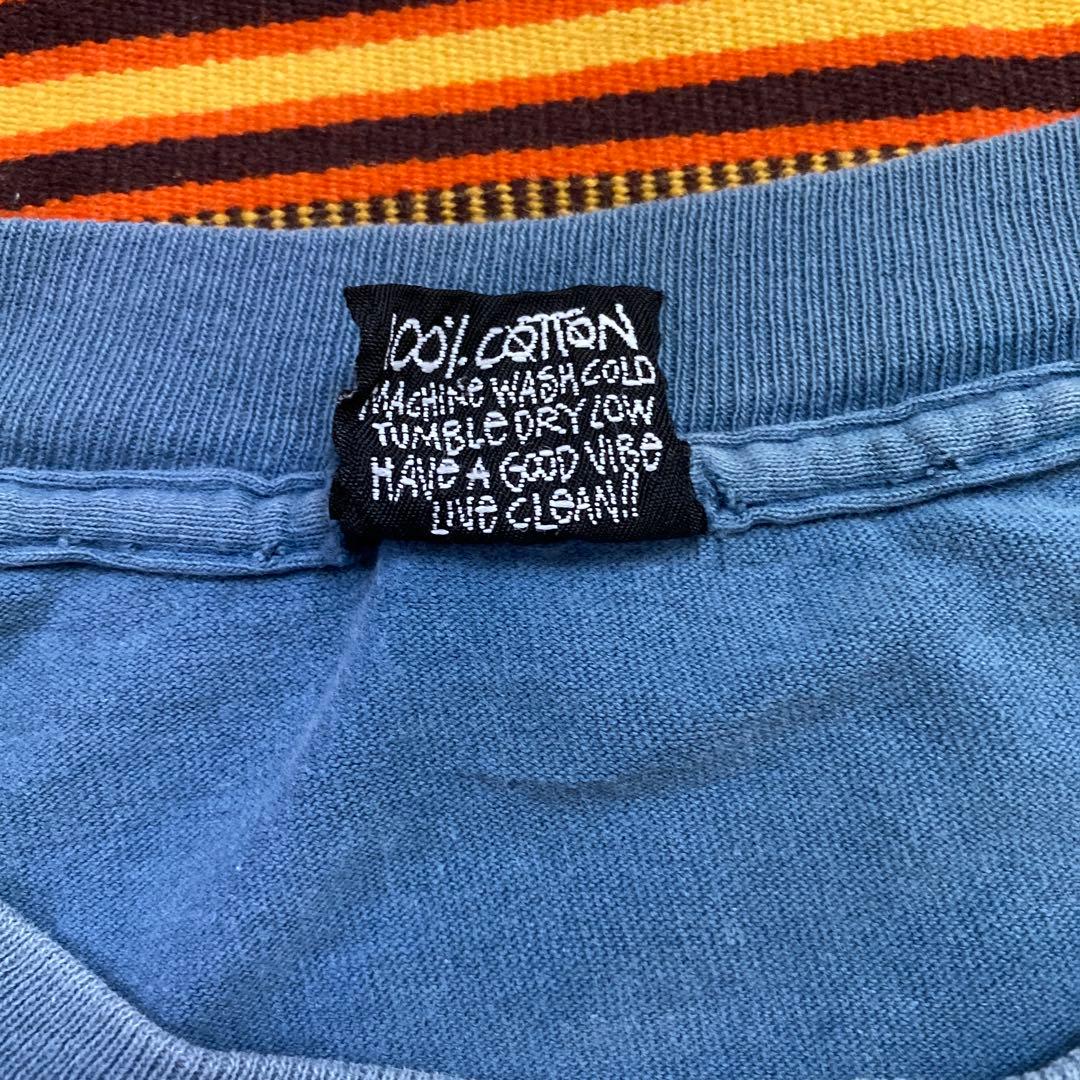 100% COTTON
MACHINE WASH COLD
TUMBLE DRY LOW
HAVE A GOOD VIBE
LIVE CLEAN!!